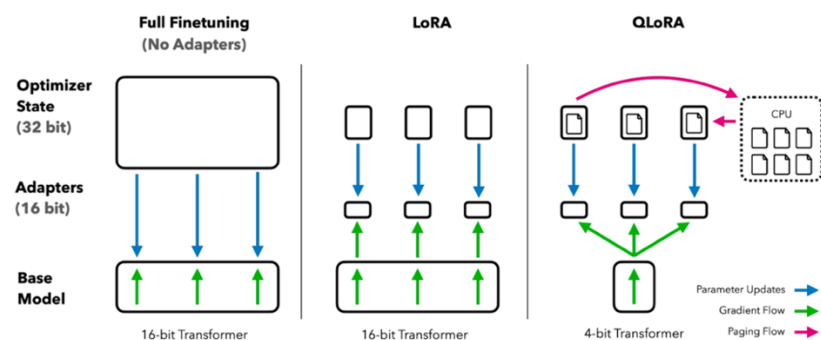 Full Finetuning
(No Adapters)
LoRA
QLoRA
Optimizer
State
(32 bit)
CPU
Adapters
(16 bit)
Base
Model
16-bit Transformer
16-bit Transformer
4-bit Transformer
Parameter Updates
Gradient Flow
Paging Flow